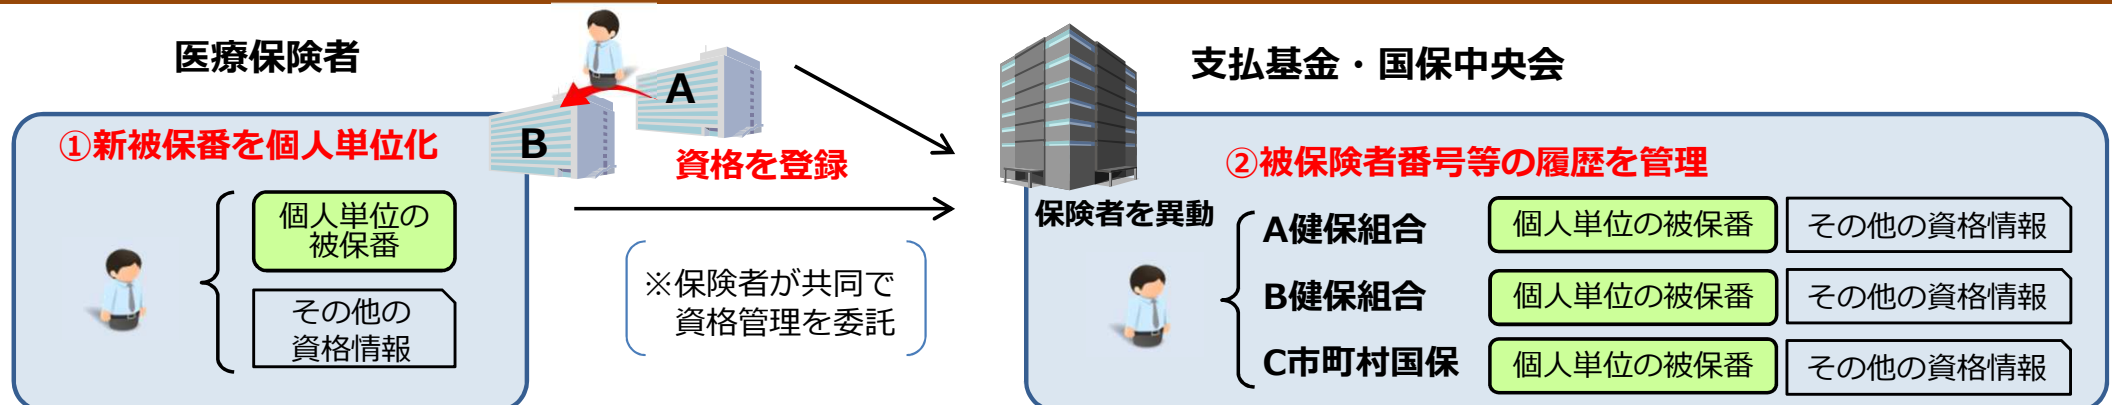 医療保険者
A
B
①新被保番を個人単位化
個人単位の
被保番
その他の
資格情報
資格を登録
※保険者が共同で
資格管理を委託
支払基金・国保中央会
②被保険者番号等の履歴を管理
保険者を異動
A健保組合
個人単位の被保番
その他の資格情報
B健保組合
個人単位の被保番
その他の資格情報
C市町村国保
個人単位の被保番
その他の資格情報